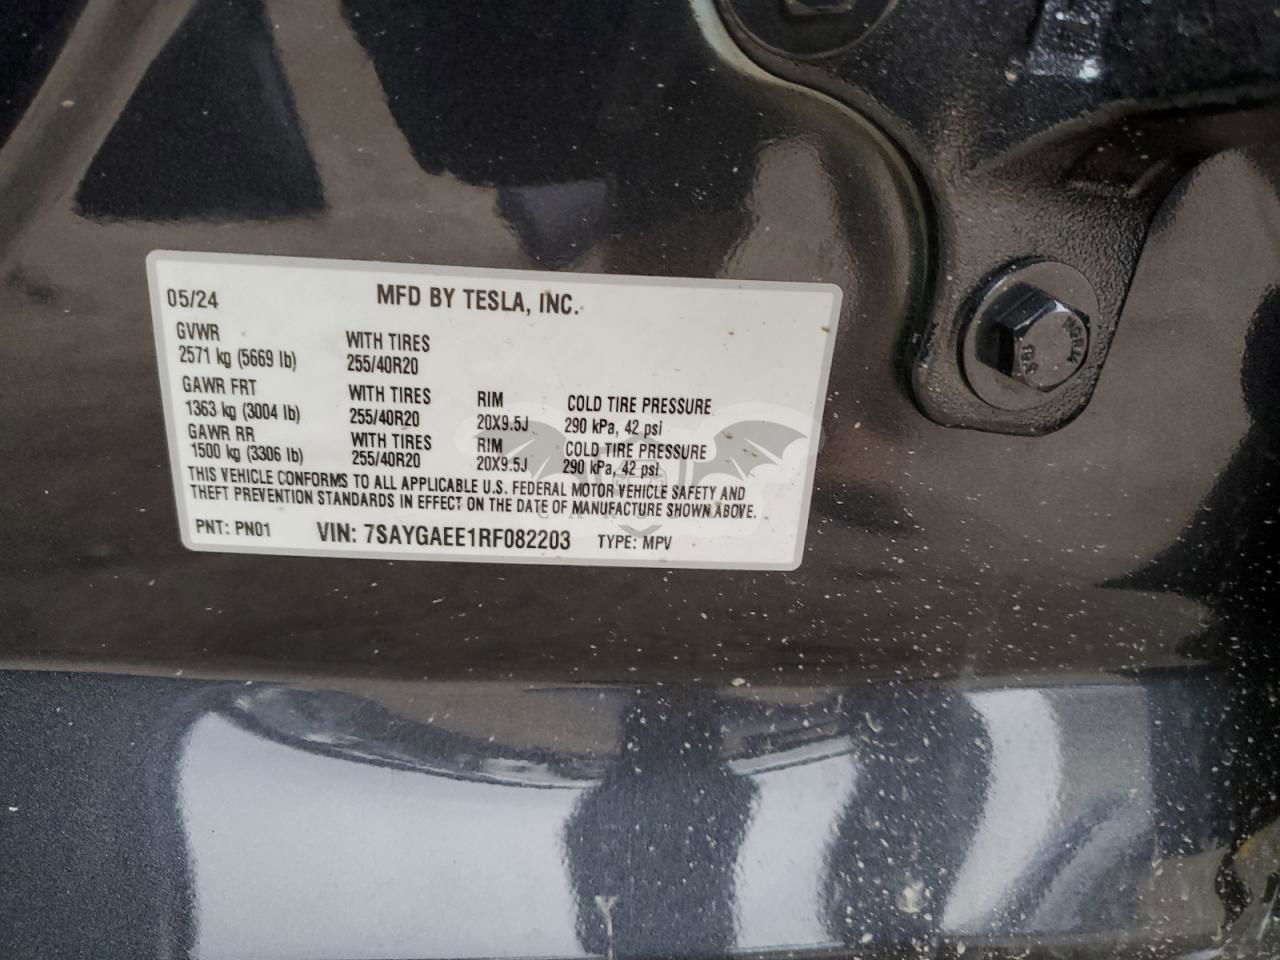 05/24 MFD BY TESLA, INC.
GVWR WITH TIRES
2571 kg (5669 lb) 255/40R20
GAWR FRT WITH TIRES RIM COLD TIRE PRESSURE
1363 kg (3004 lb) 255/40R20 20X9.5J 290 kPa, 42 psi
GAWR RR WITH TIRES RIM COLD TIRE PRESSURE
1500 kg (3306 lb) 255/40R20 20X9.5J 290 kPa, 42 psi
THIS VEHICLE CONFORMS TO ALL APPLICABLE U.S. FEDERAL MOTOR VEHICLE SAFETY AND
THEFT PREVENTION STANDARDS IN EFFECT ON THE DATE OF MANUFACTURE SHOWN ABOVE.
PNT: PN01 VIN: 7SAYGAEE1RF082203 TYPE: MPV